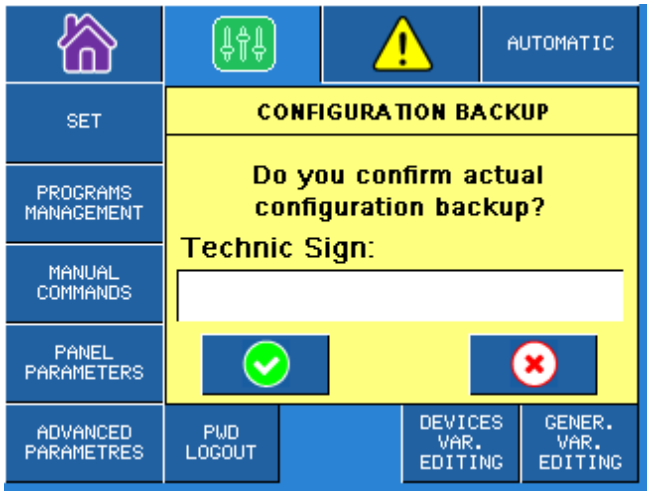 AUTOMATIC
SET
CONFIGURATION BACKUP
Do you confirm actual
configuration backup?
Technic Sign:
PROGRAMS
MANAGEMENT
MANUAL
COMMANDS
PANEL
PARAMETERS
ADVANCED
PARAMETRES
PWD
LOGOUT
DEVICES
VAR.
EDITING
GENER.
VAR.
EDITING